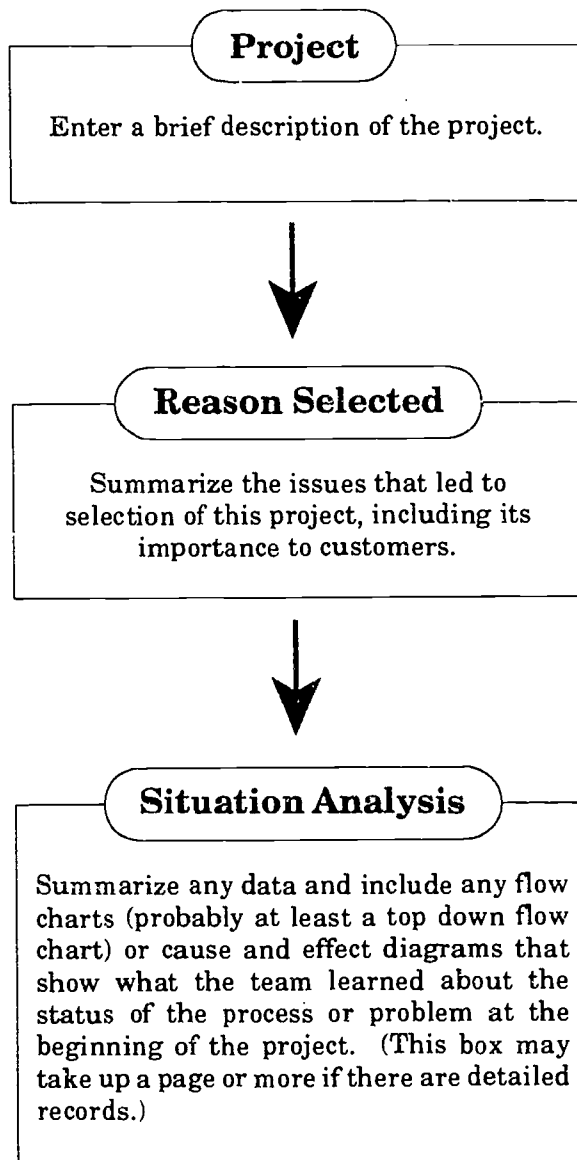 Project
Enter a brief description of the project.
Reason Selected
Summarize the issues that led to
selection of this project, including its
importance to customers.
Situation Analysis
Summarize any data and include any flow
charts (probably at least a top down flow
chart) or cause and effect diagrams that
show what the team learned about the
status of the process or problem at the
beginning of the project. (This box may
take up a page or more if there are detailed
records.)